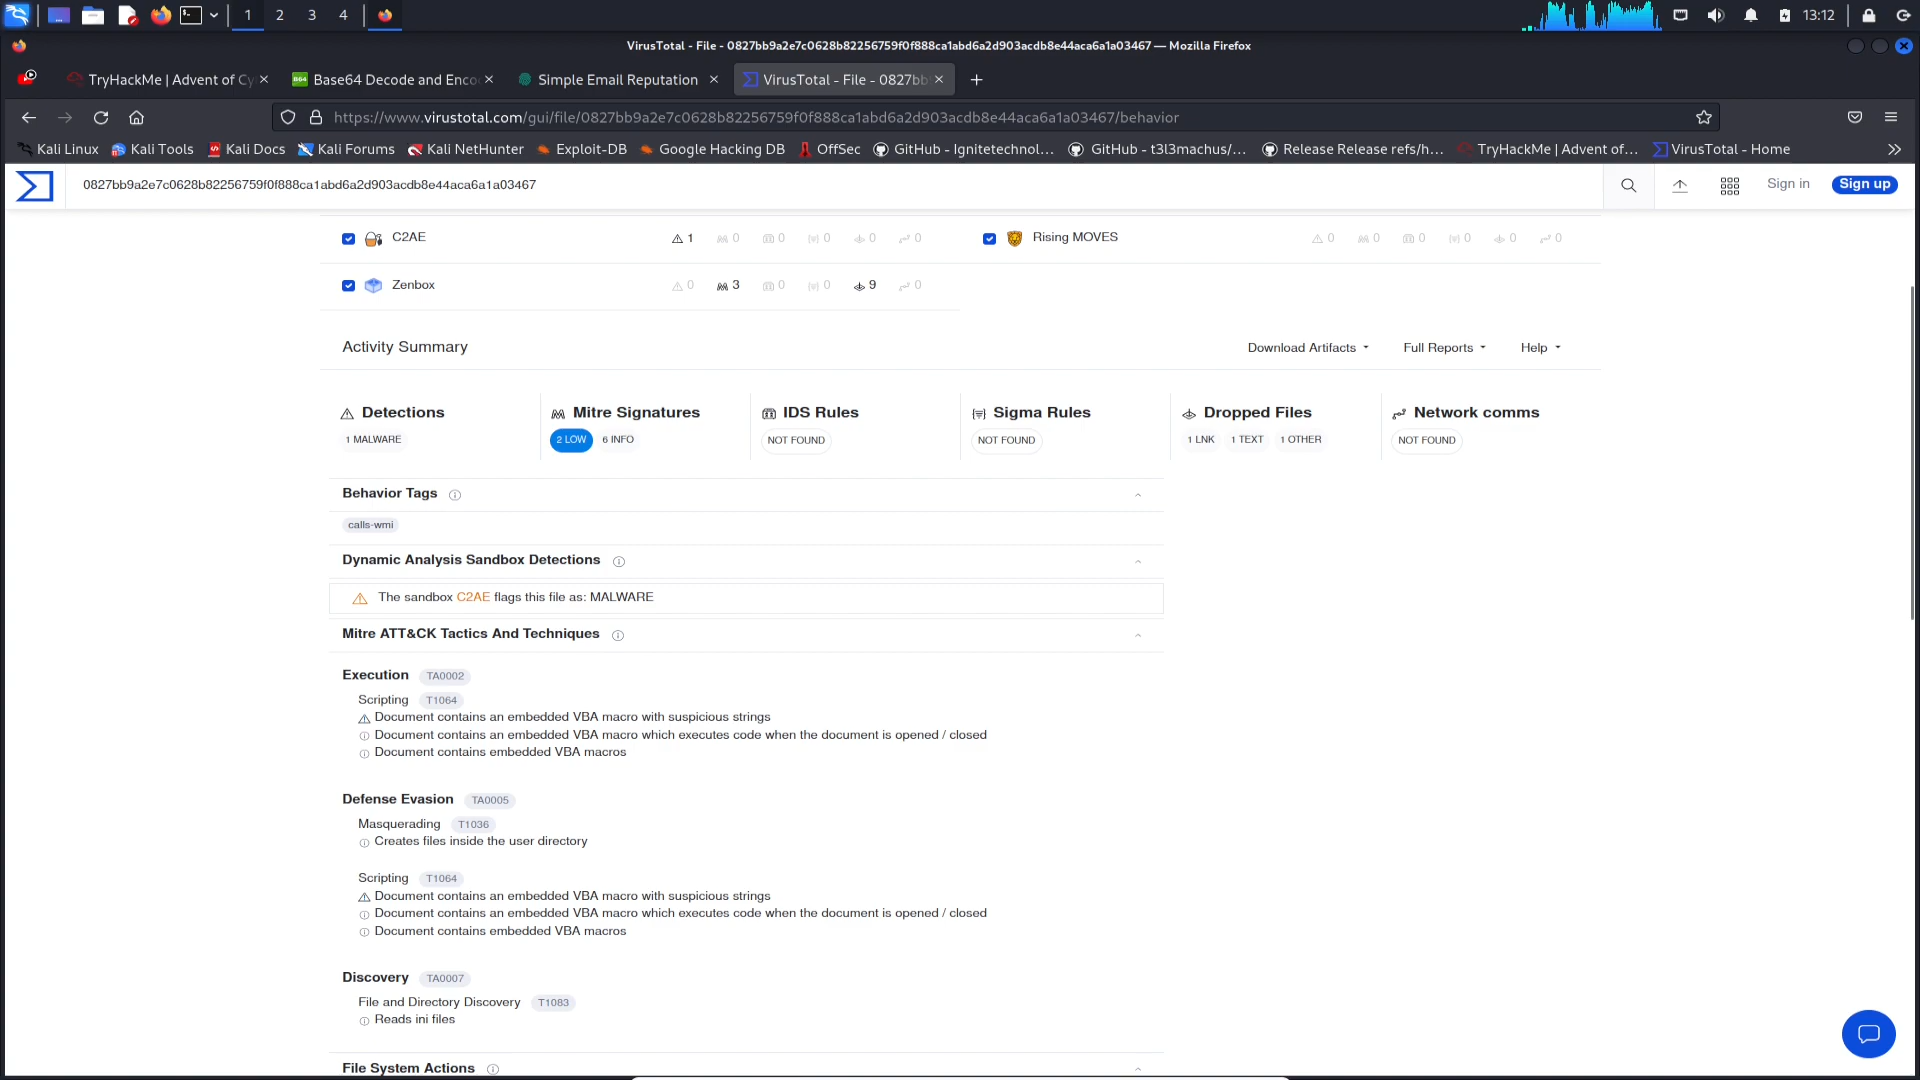 1 2 3 4 13:12
VirusTotal - File - 0827bb9a2e7c0628b82256759f0f888ca1abd6a2d903acdb8e44aca6a1a03467 — Mozilla Firefox
TryHackMe | Advent of Cy Base64 Decode and Enco Simple Email Reputation VirusTotal - File - 0827bb
https://www.virustotal.com/gui/file/0827bb9a2e7c0628b82256759f0f888ca1abd6a2d903acdb8e44aca6a1a03467/behavior
Kali Linux Kali Tools Kali Docs Kali Forums Kali NetHunter Exploit-DB Google Hacking DB OffSec GitHub - Ignitetechnol... GitHub - t3l3machus/... Release Release refs/h... TryHackMe | Advent of... VirusTotal - Home
0827bb9a2e7c0628b82256759f0f888ca1abd6a2d903acdb8e44aca6a1a03467 Sign in Sign up
C2AE 1 0 0 0 0 0 Rising MOVES 0 0 0 0 0 0
Zenbox 0 3 0 0 9 0
Activity Summary Download Artifacts Full Reports Help
Detections Mitre Signatures IDS Rules Sigma Rules Dropped Files Network comms
1 MALWARE 2 LOW 6 INFO NOT FOUND NOT FOUND 1 LNK 1 TEXT 1 OTHER NOT FOUND
Behavior Tags
calls-wmi
Dynamic Analysis Sandbox Detections
The sandbox C2AE flags this file as: MALWARE
Mitre ATT&CK Tactics And Techniques
Execution TA0002
Scripting T1064
Document contains an embedded VBA macro with suspicious strings
Document contains an embedded VBA macro which executes code when the document is opened / closed
Document contains embedded VBA macros
Defense Evasion TA0005
Masquerading T1036
Creates files inside the user directory
Scripting T1064
Document contains an embedded VBA macro with suspicious strings
Document contains an embedded VBA macro which executes code when the document is opened / closed
Document contains embedded VBA macros
Discovery TA0007
File and Directory Discovery T1083
Reads ini files
File System Actions